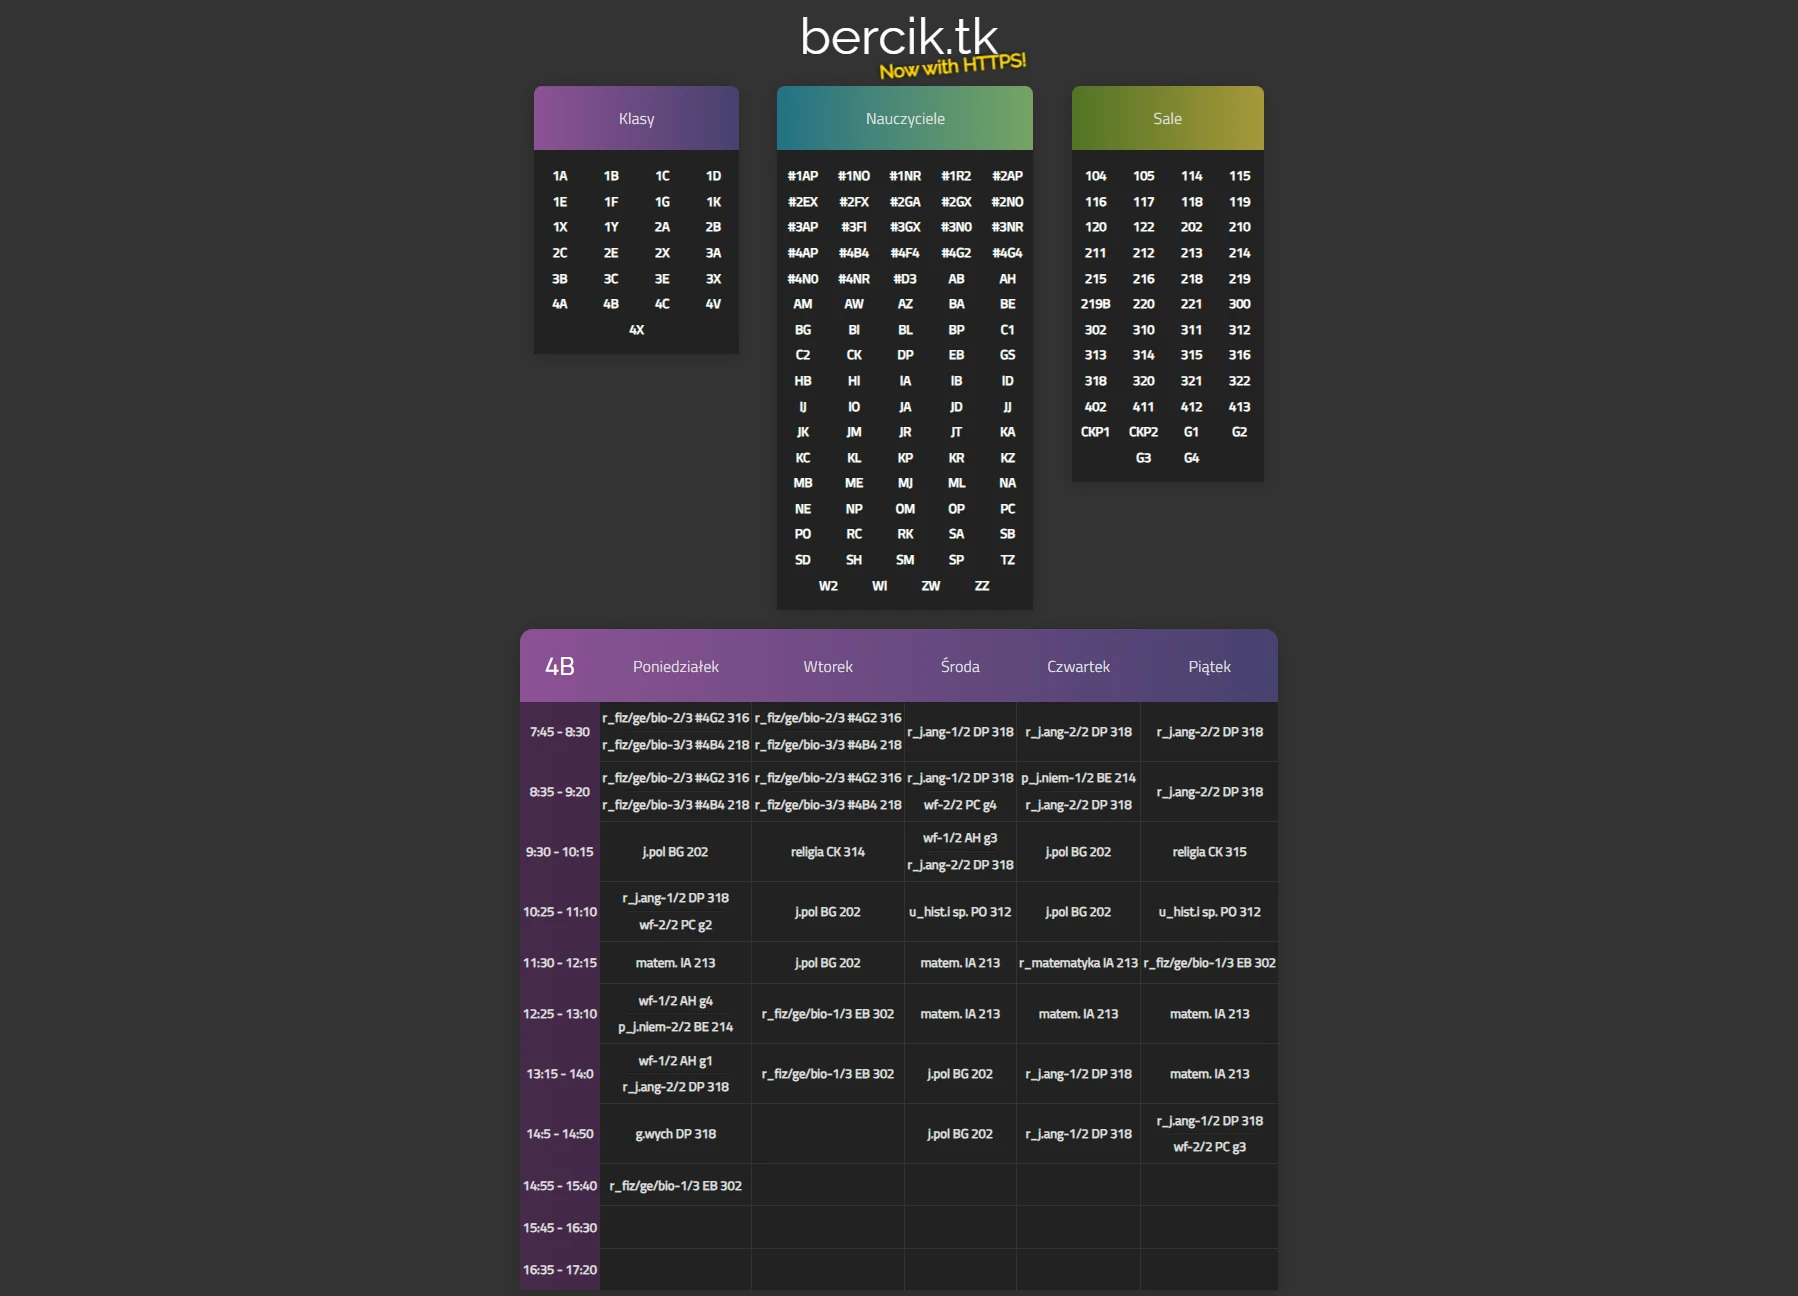 bercik.tk
Now with HTTPS!
Klasy
1A 1B 1C 1D
1E 1F 1G 1K
1X 1Y 2A 2B
2C 2E 2X 3A
3B 3C 3E 3X
4A 4B 4C 4V
4X
Nauczyciele
#1AP #1N0 #1NR #1R2 #2AP
#2EX #2FX #2GA #2GX #2N0
#3AP #3FI #3GX #3N0 #3NR
#4AP #4B4 #4F4 #4G2 #4G4
#4N0 #4NR #D3 AB AH
AM AW AZ BA BE
BG BI BL BP C1
C2 CK DP EB GS
HB HI IA IB ID
IJ IO JA JD JJ
JK JM JR JT KA
KC KL KP KR KZ
MB ME MJ ML NA
NE NP OM OP PC
PO RC RK SA SB
SD SH SM SP TZ
W2 WI ZW ZZ
Sale
104 105 114 115
116 117 118 119
120 122 202 210
211 212 213 214
215 216 218 219
219B 220 221 300
302 310 311 312
313 314 315 316
318 320 321 322
402 411 412 413
CKP1 CKP2 G1 G2
G3 G4
4B Poniedziałek Wtorek Środa Czwartek Piątek
7:45 - 8:30
r_fiz/ge/bio-2/3 #4G2 316
r_fiz/ge/bio-3/3 #4B4 218
r_fiz/ge/bio-2/3 #4G2 316
r_fiz/ge/bio-3/3 #4B4 218
r_j.ang-1/2 DP 318
r_j.ang-2/2 DP 318
r_j.ang-2/2 DP 318
8:35 - 9:20
r_fiz/ge/bio-2/3 #4G2 316
r_fiz/ge/bio-3/3 #4B4 218
r_fiz/ge/bio-2/3 #4G2 316
r_fiz/ge/bio-3/3 #4B4 218
r_j.ang-1/2 DP 318
wf-2/2 PC g4
p_j.niem-1/2 BE 214
r_j.ang-2/2 DP 318
r_j.ang-2/2 DP 318
9:30 - 10:15
j.pol BG 202
religia CK 314
wf-1/2 AH g3
r_j.ang-2/2 DP 318
j.pol BG 202
religia CK 315
10:25 - 11:10
r_j.ang-1/2 DP 318
wf-2/2 PC g2
j.pol BG 202
u_hist.i sp. PO 312
j.pol BG 202
u_hist.i sp. PO 312
11:30 - 12:15
matem. IA 213
j.pol BG 202
matem. IA 213
r_matematyka IA 213
r_fiz/ge/bio-1/3 EB 302
12:25 - 13:10
wf-1/2 AH g4
p_j.niem-2/2 BE 214
r_fiz/ge/bio-1/3 EB 302
matem. IA 213
matem. IA 213
matem. IA 213
13:15 - 14:0
wf-1/2 AH g1
r_j.ang-2/2 DP 318
r_fiz/ge/bio-1/3 EB 302
j.pol BG 202
r_j.ang-1/2 DP 318
matem. IA 213
14:5 - 14:50
g.wych DP 318
j.pol BG 202
r_j.ang-1/2 DP 318
r_j.ang-1/2 DP 318
wf-2/2 PC g3
14:55 - 15:40
r_fiz/ge/bio-1/3 EB 302
15:45 - 16:30
16:35 - 17:20